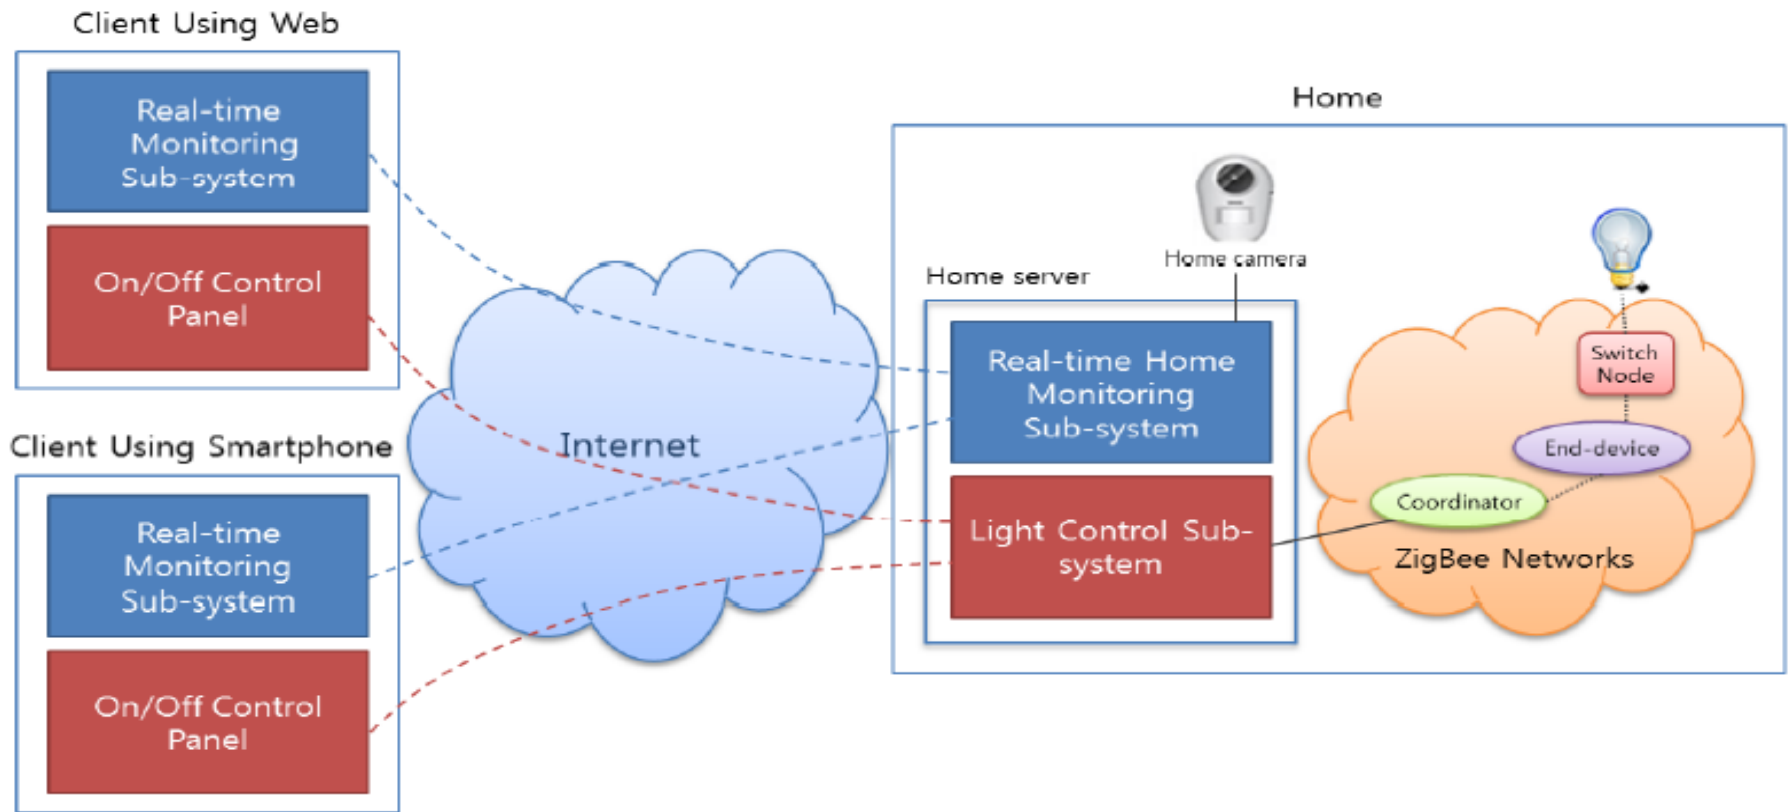 Client Using Web
Real-time
Monitoring
Sub-system
On/Off Control
Panel
Client Using Smartphone
Real-time
Monitoring
Sub-system
On/Off Control
Panel
Internet
Home
Home camera
Home server
Real-time Home
Monitoring
Sub-system
Light Control Sub-
system
Switch
Node
End-device
Coordinator
ZigBee Networks